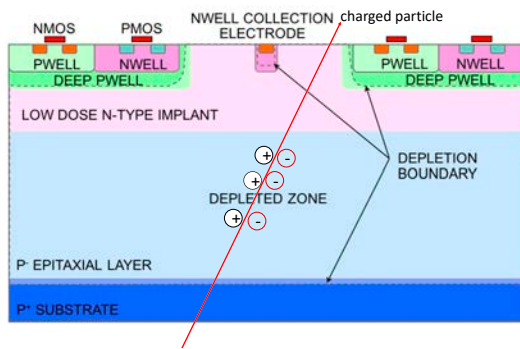 NMOS
PMOS
NWELL COLLECTION
ELECTRODE
charged particle
PWELL
NWELL
PWELL
NWELL
DEEP PWELL
DEEP PWELL
LOW DOSE N-TYPE IMPLANT
+ -
+ -
DEPLETED ZONE
+ -
DEPLETION
BOUNDARY
P⁻ EPITAXIAL LAYER
P⁺ SUBSTRATE